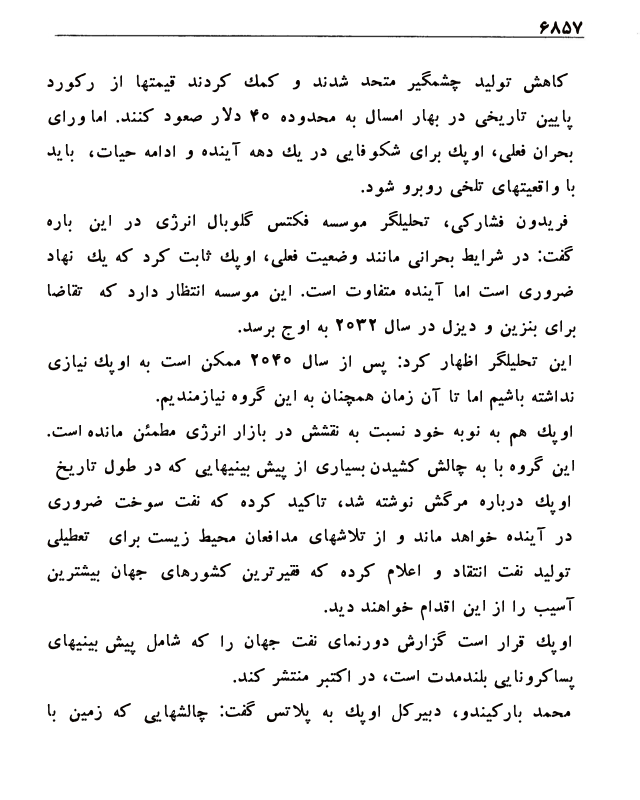 ۶۸۵۷
کاهش تولید چشمگیر متحد شدند و کمك کردند قیمتها از رکورد
پایین تاریخی در بهار امسال به محدوده ۴۰ دلار صعود کنند. اما ورای
بحران فعلی، اوپك برای شکوفایی در یك دهه آینده و ادامه حیات، باید
با واقعیتهای تلخی روبرو شود.
فریدون فشارکی، تحلیلگر موسسه فکتس گلوبال انرژی در این باره
گفت: در شرایط بحرانی مانند وضعیت فعلی، اوپك ثابت کرد که یك نهاد
ضروری است اما آینده متفاوت است. این موسسه انتظار دارد که تقاضا
برای بنزین و دیزل در سال ۲۰۳۲ به اوج برسد.
این تحلیلگر اظهار کرد: پس از سال ۲۰۴۰ ممکن است به اوپك نیازی
نداشته باشیم اما تا آن زمان همچنان به این گروه نیازمندیم.
اوپك هم به نوبه خود نسبت به نقشش در بازار انرژی مطمئن مانده است.
این گروه با به چالش کشیدن بسیاری از پیش بینیهایی که در طول تاریخ
اوپك درباره مرگش نوشته شد، تاکید کرده که نفت سوخت ضروری
در آینده خواهد ماند و از تلاشهای مدافعان محیط زیست برای تعطیلی
تولید نفت انتقاد و اعلام کرده که فقیرترین کشورهای جهان بیشترین
آسیب را از این اقدام خواهند دید.
اوپك قرار است گزارش دورنمای نفت جهان را که شامل پیش بینیهای
پساکرونایی بلندمدت است، در اکتبر منتشر کند.
محمد بارکیندو، دبیرکل اوپك به پلاتس گفت: چالشهایی که زمین با